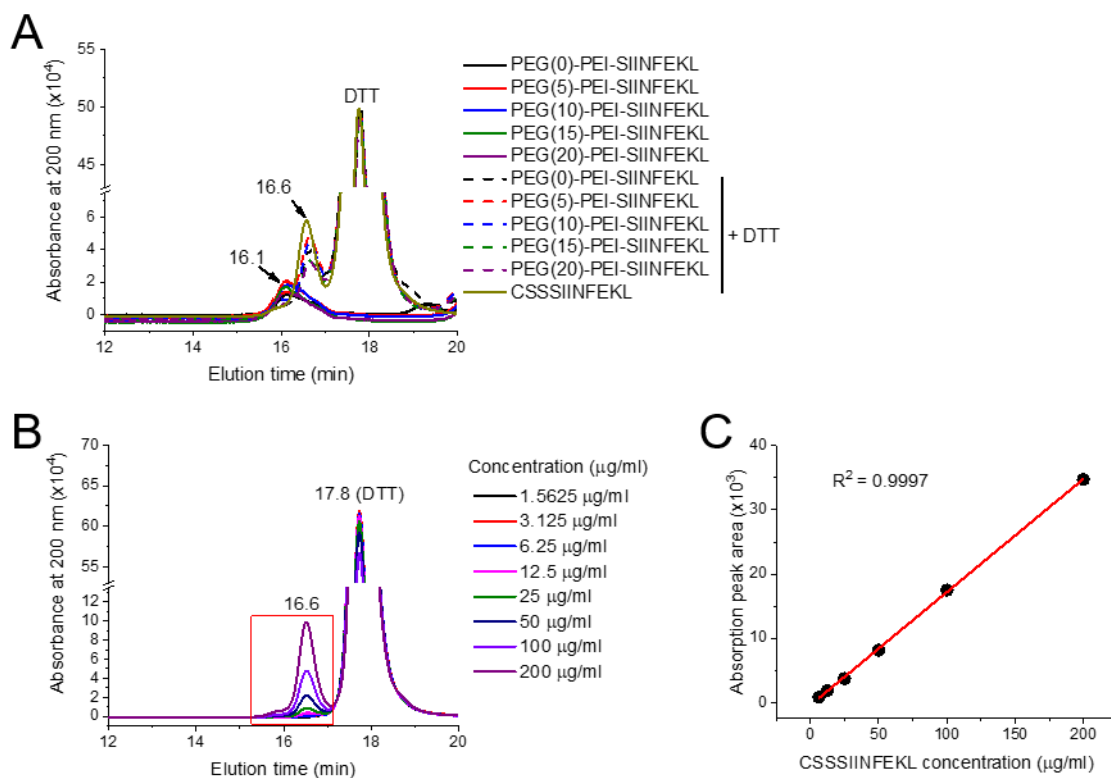 A
Absorbance at 200 nm (x10⁴)
55
50
45
6
4
2
0
12 14 16 18 20
Elution time (min)
DTT
16.6
16.1
PEG(0)-PEI-SIINFEKL
PEG(5)-PEI-SIINFEKL
PEG(10)-PEI-SIINFEKL
PEG(15)-PEI-SIINFEKL
PEG(20)-PEI-SIINFEKL
PEG(0)-PEI-SIINFEKL
PEG(5)-PEI-SIINFEKL
PEG(10)-PEI-SIINFEKL
PEG(15)-PEI-SIINFEKL
PEG(20)-PEI-SIINFEKL
CSSSIINFEKL
+ DTT
B
Absorbance at 200 nm (x10⁴)
70
65
60
55
12
10
8
6
4
2
0
12 14 16 18 20
Elution time (min)
17.8 (DTT)
16.6
Concentration (μg/ml)
1.5625 μg/ml
3.125 μg/ml
6.25 μg/ml
12.5 μg/ml
25 μg/ml
50 μg/ml
100 μg/ml
200 μg/ml
C
Absorption peak area (x10³)
40
30
20
10
0
0 50 100 150 200
CSSSIINFEKL concentration (μg/ml)
R² = 0.9997